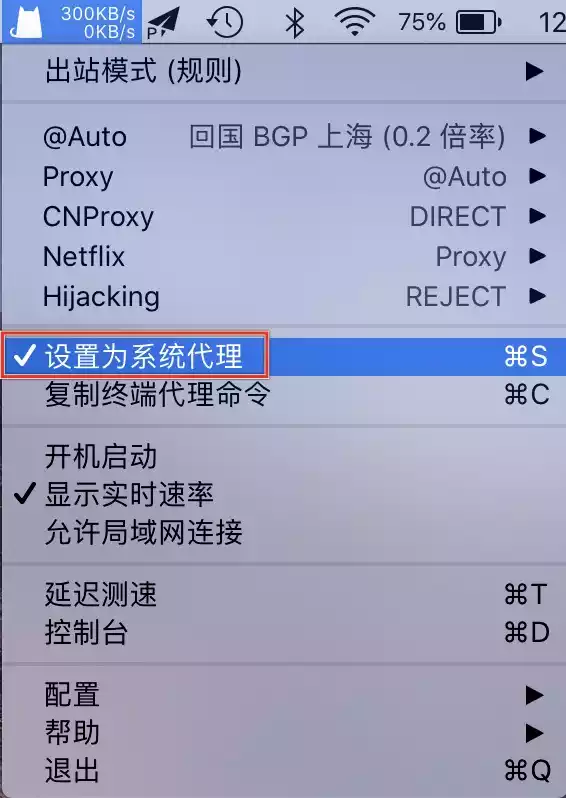 300KB/s
0KB/s
P
75%
12
出站模式 (规则)
@Auto 回国 BGP 上海 (0.2 倍率)
Proxy @Auto
CNProxy DIRECT
Netflix Proxy
Hijacking REJECT
设置为系统代理 ⌘S
复制终端代理命令 ⌘C
开机启动
显示实时速率
允许局域网连接
延迟测速 ⌘T
控制台 ⌘D
配置
帮助
退出 ⌘Q